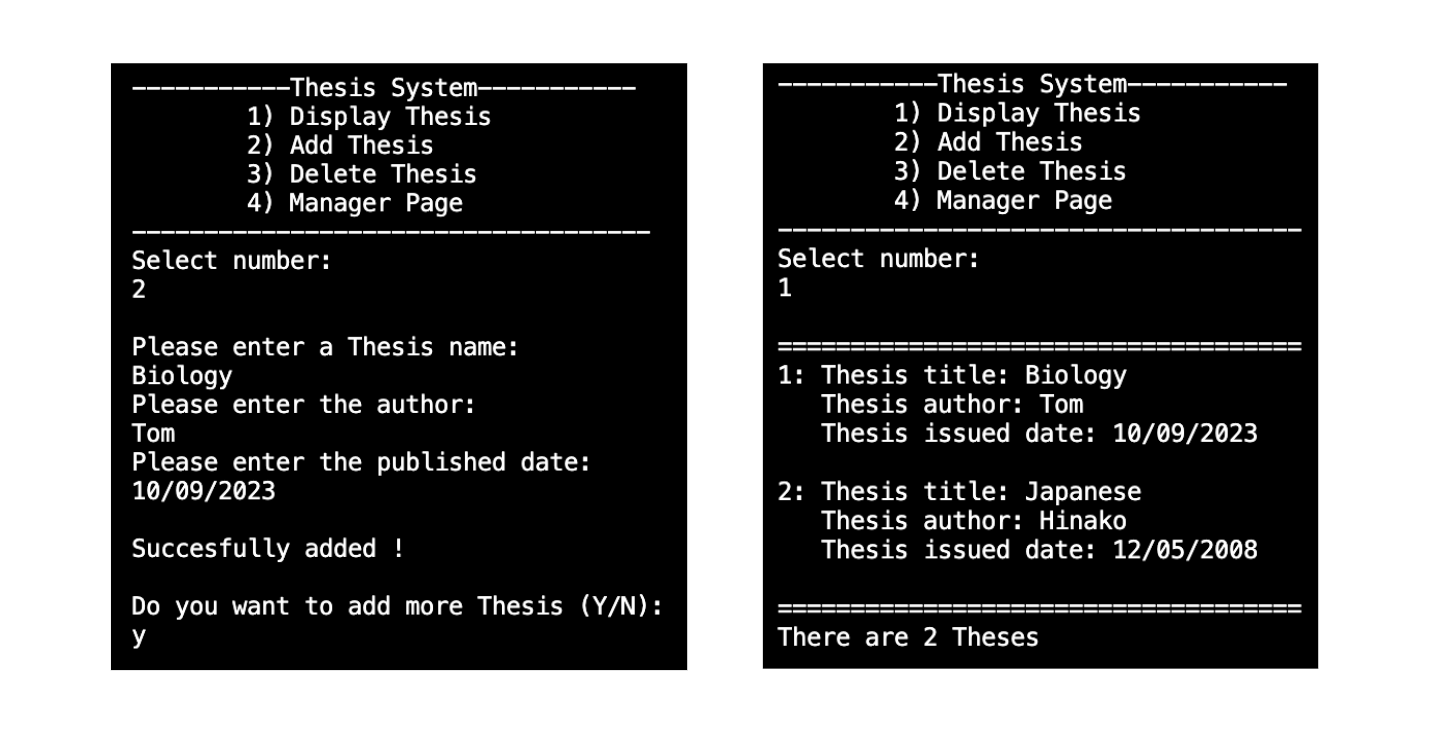 -----------Thesis System-----------
1) Display Thesis
2) Add Thesis
3) Delete Thesis
4) Manager Page
------------------------------------
Select number:
2
Please enter a Thesis name:
Biology
Please enter the author:
Tom
Please enter the published date:
10/09/2023
Succesfully added !
Do you want to add more Thesis (Y/N):
y
-----------Thesis System-----------
1) Display Thesis
2) Add Thesis
3) Delete Thesis
4) Manager Page
------------------------------------
Select number:
1
====================================
1: Thesis title: Biology
Thesis author: Tom
Thesis issued date: 10/09/2023
2: Thesis title: Japanese
Thesis author: Hinako
Thesis issued date: 12/05/2008
====================================
There are 2 Theses